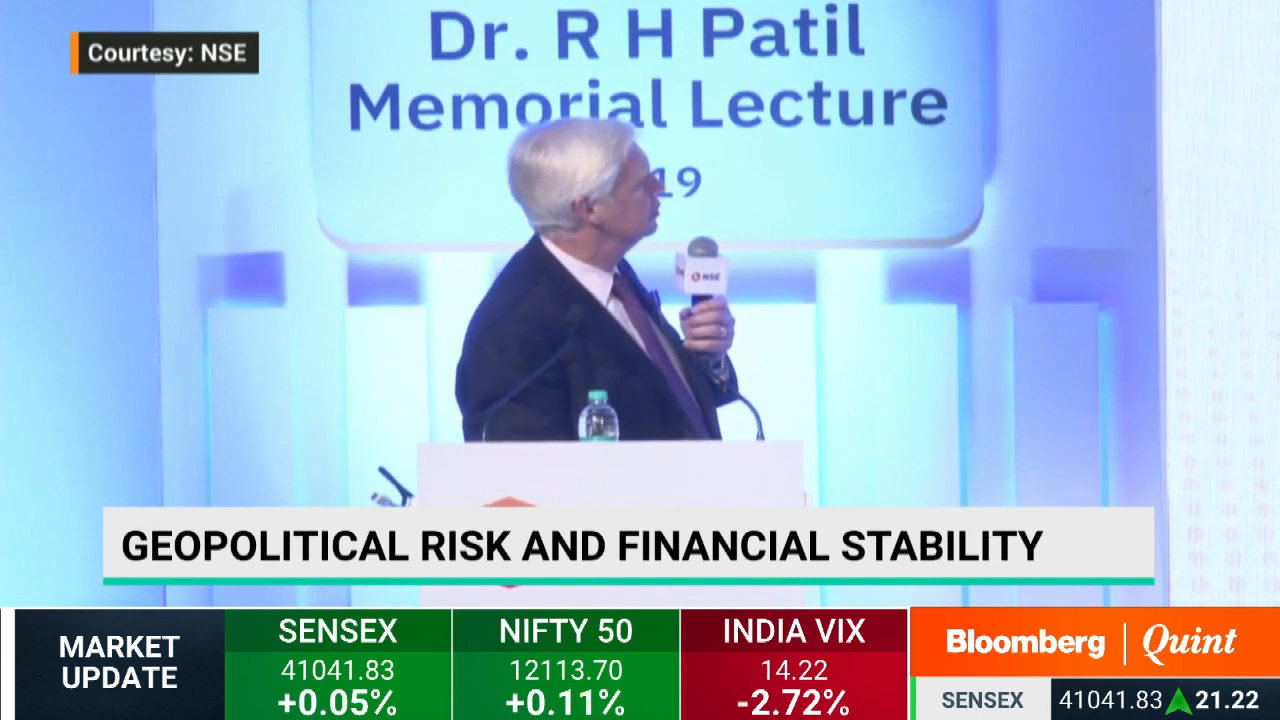 Courtesy: NSE
Dr. R H Patil
Memorial Lecture
19
NSE
GEOPOLITICAL RISK AND FINANCIAL STABILITY
MARKET
UPDATE
SENSEX
41041.83
+0.05%
NIFTY 50
12113.70
+0.11%
INDIA VIX
14.22
-2.72%
Bloomberg | Quint
SENSEX 41041.83 ▲ 21.22